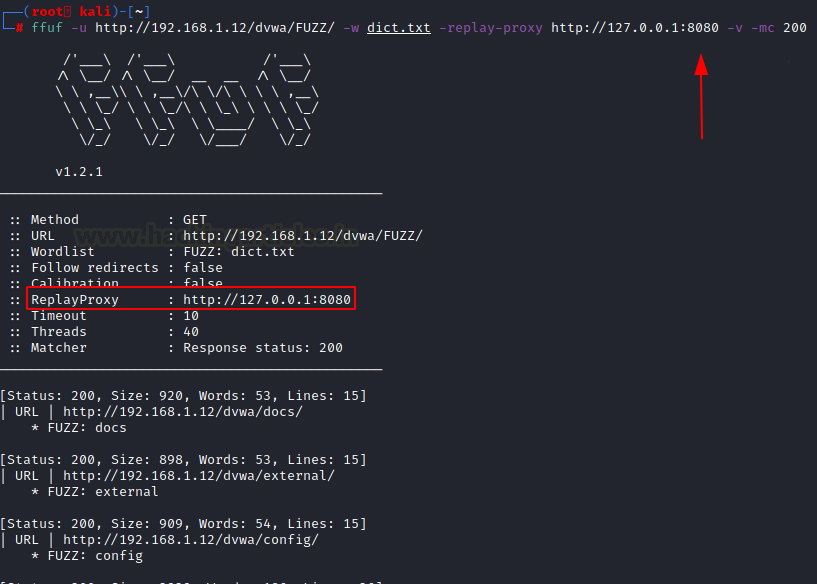 (root kali)-[~]
# ffuf -u http://192.168.1.12/dvwa/FUZZ/ -w dict.txt -replay-proxy http://127.0.0.1:8080 -v -mc 200
v1.2.1
:: Method : GET
:: URL : http://192.168.1.12/dvwa/FUZZ/
:: Wordlist : FUZZ: dict.txt
:: Follow redirects : false
:: Calibration : false
:: ReplayProxy : http://127.0.0.1:8080
:: Timeout : 10
:: Threads : 40
:: Matcher : Response status: 200
[Status: 200, Size: 920, Words: 53, Lines: 15]
| URL | http://192.168.1.12/dvwa/docs/
* FUZZ: docs
[Status: 200, Size: 898, Words: 53, Lines: 15]
| URL | http://192.168.1.12/dvwa/external/
* FUZZ: external
[Status: 200, Size: 909, Words: 54, Lines: 15]
| URL | http://192.168.1.12/dvwa/config/
* FUZZ: config